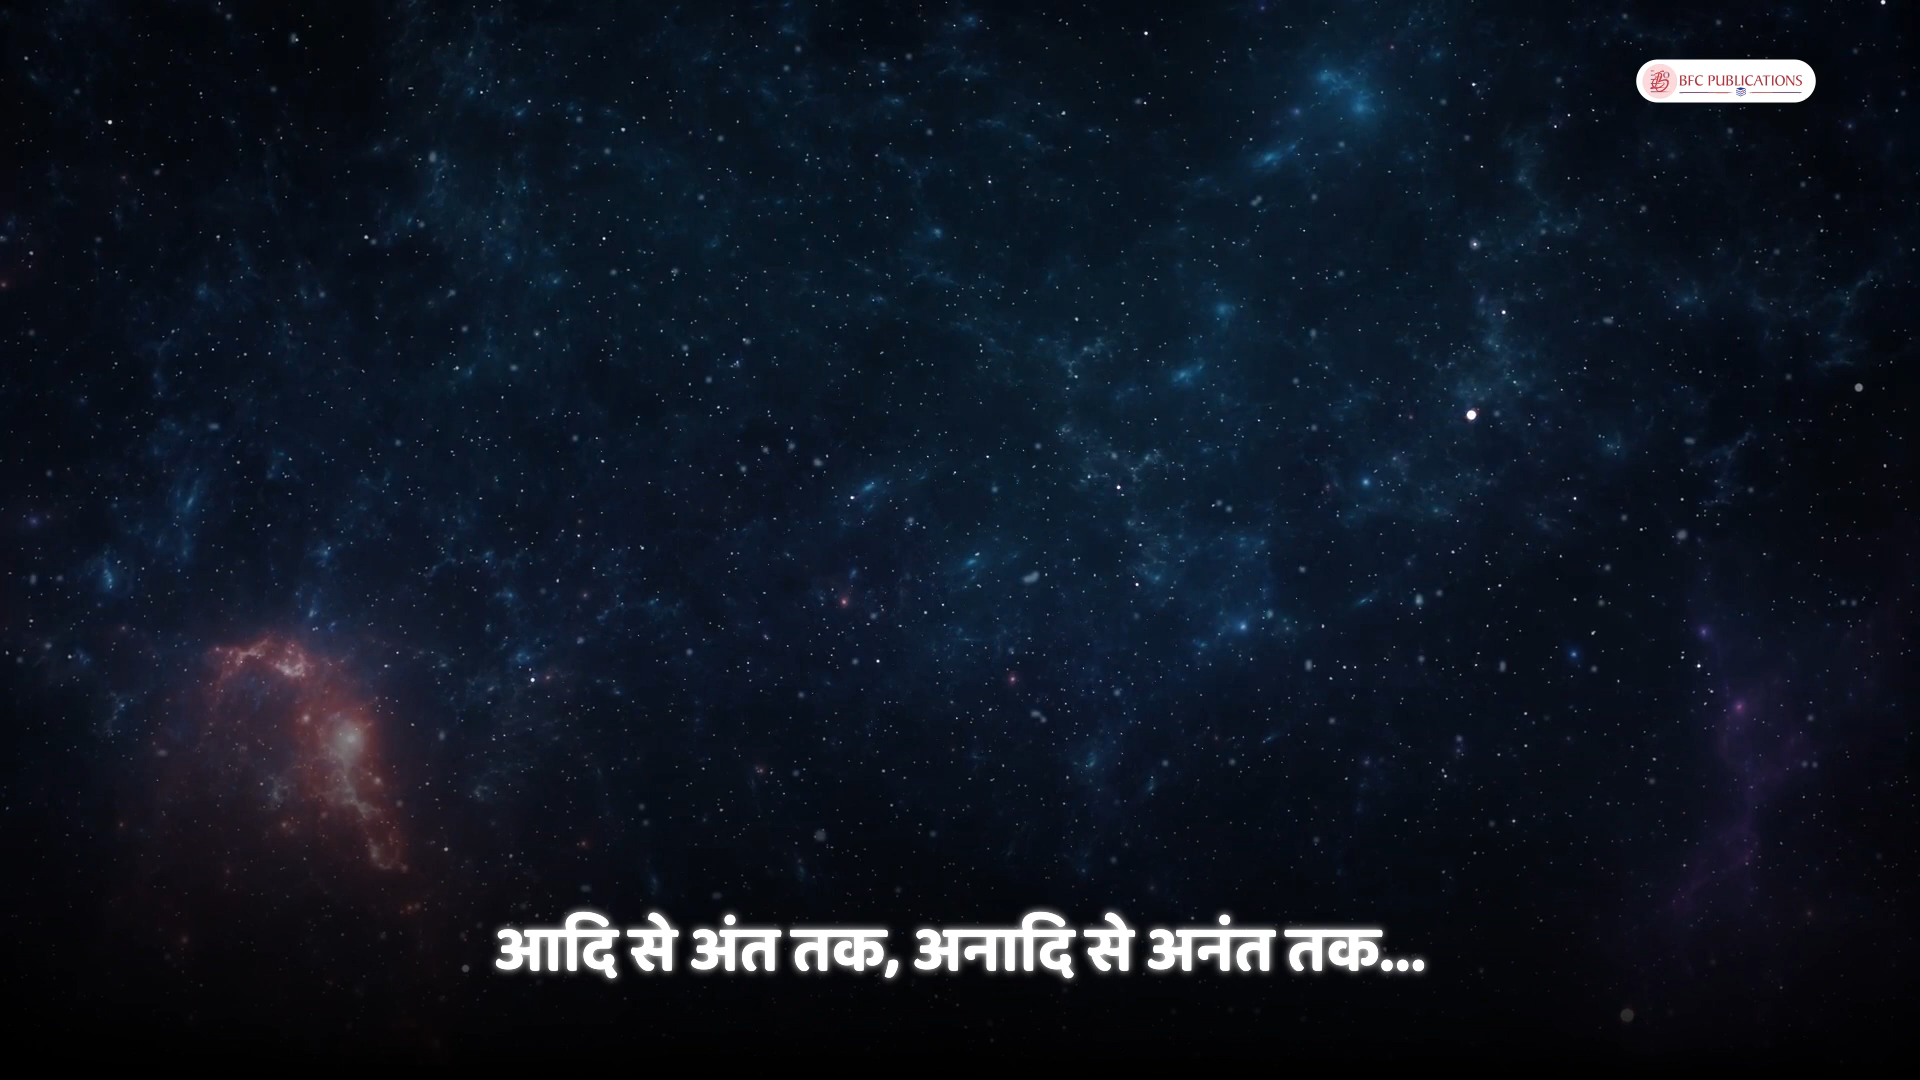 BFC PUBLICATIONS
आदि से अंत तक, अनादि से अनंत तक...